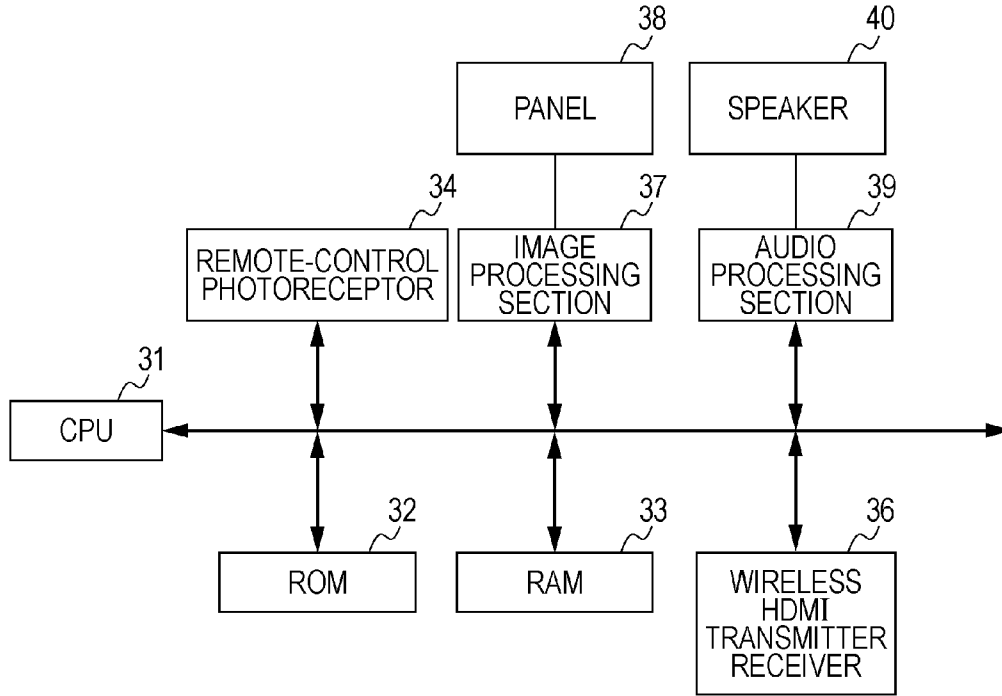 38
40
PANEL
SPEAKER
34
37
39
REMOTE-CONTROL
PHOTORECEPTOR
IMAGE
PROCESSING
SECTION
AUDIO
PROCESSING
SECTION
31
CPU
32
33
36
ROM
RAM
WIRELESS
HDMI
TRANSMITTER
RECEIVER